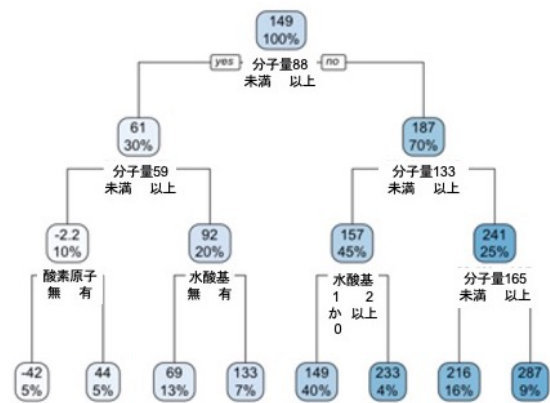 149
100%
yes
no
分子量88
未満 以上
61
30%
187
70%
分子量59
未満 以上
分子量133
未満 以上
-2.2
10%
92
20%
157
45%
241
25%
酸素原子
無 有
水酸基
無 有
水酸基
1 2
か 以上
0
分子量165
未満 以上
-42
5%
44
5%
69
13%
133
7%
149
40%
233
4%
216
16%
287
9%